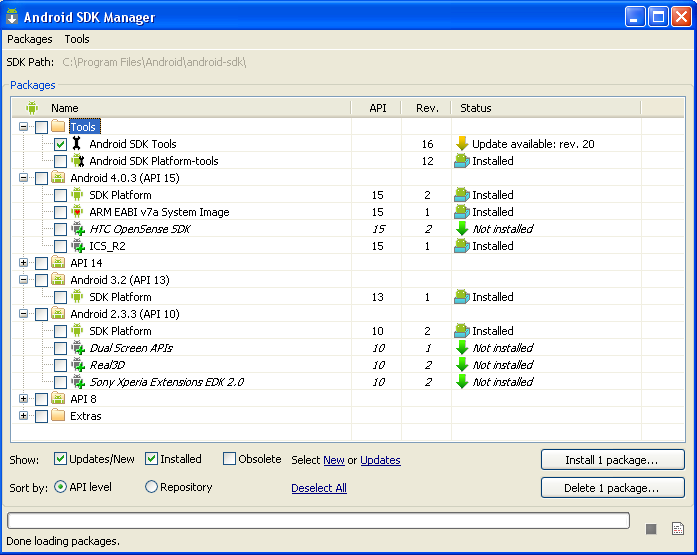 Android SDK Manager
Packages Tools
SDK Path: C:\Program Files\Android\android-sdk\
Packages
Name API Rev. Status
Tools
Android SDK Tools 16 Update available: rev. 20
Android SDK Platform-tools 12 Installed
Android 4.0.3 (API 15)
SDK Platform 15 2 Installed
ARM EABI v7a System Image 15 1 Installed
HTC OpenSense SDK 15 2 Not installed
ICS_R2 15 1 Installed
API 14
Android 3.2 (API 13)
SDK Platform 13 1 Installed
Android 2.3.3 (API 10)
SDK Platform 10 2 Installed
Dual Screen APIs 10 1 Not installed
Real3D 10 2 Not installed
Sony Xperia Extensions EDK 2.0 10 2 Not installed
API 8
Extras
Show: Updates/New Installed Obsolete Select New or Updates Install 1 package...
Sort by: API level Repository Deselect All Delete 1 package...
Done loading packages.